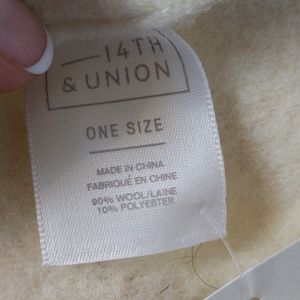 —14TH
& UNION
ONE SIZE
MADE IN CHINA
FABRIQUÉ EN CHINE
90% WOOL/LAINE
10% POLYESTER